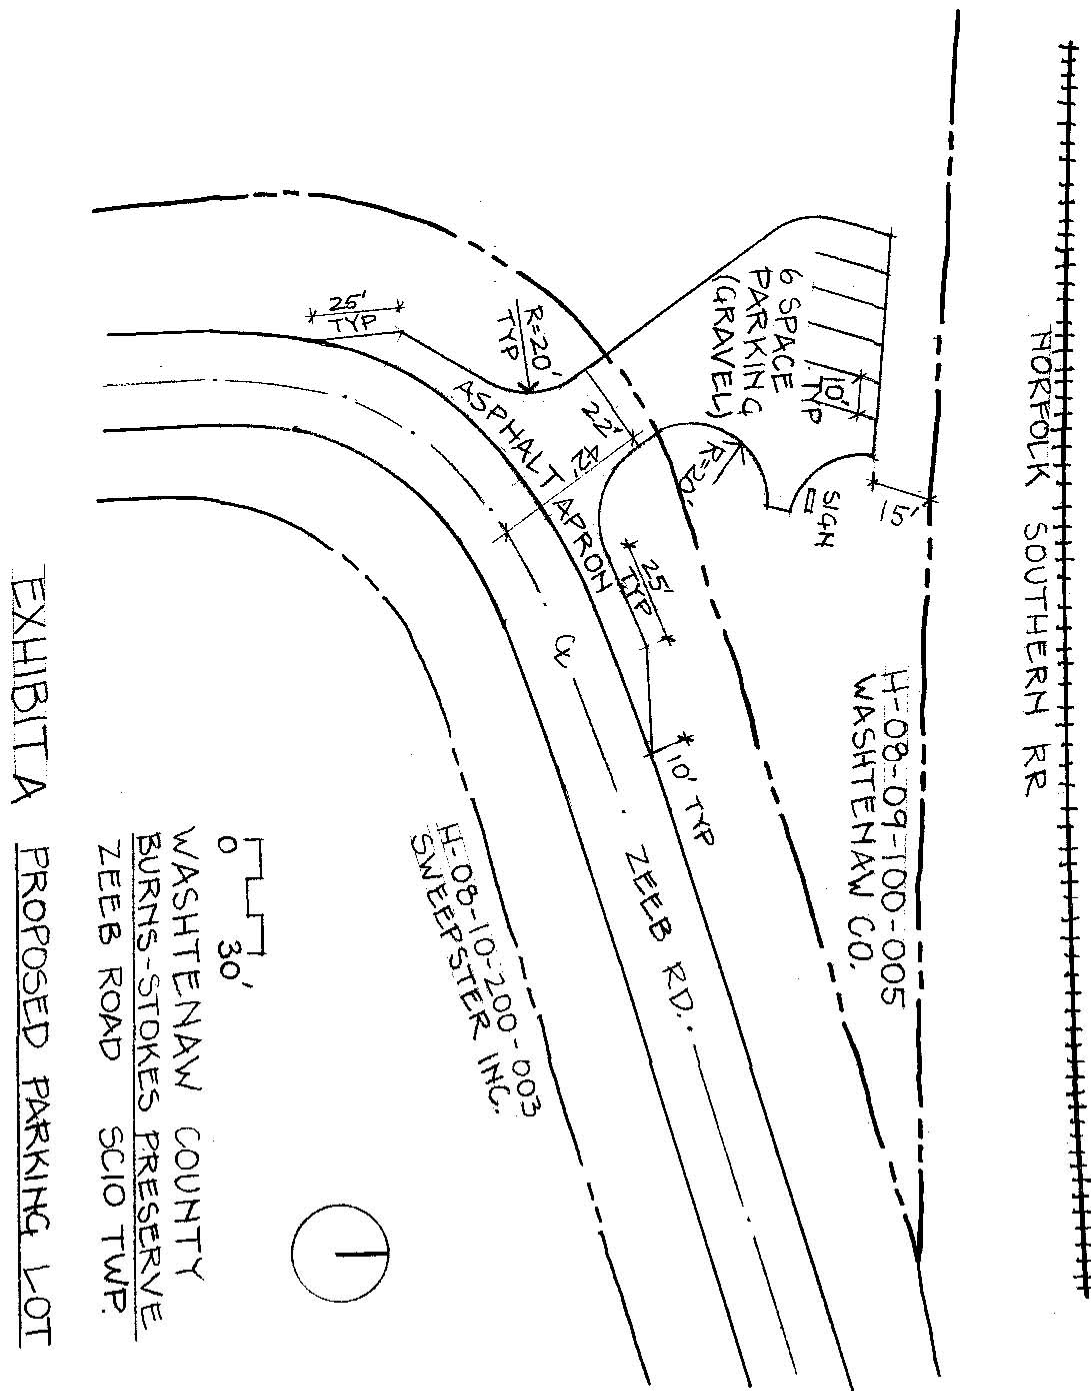 NORFOLK SOUTHERN RR
H-08-09-100-005
WASHTENAW CO.
15'
SIGN
10'
TYP
6 SPACE
PARKING
(GRAVEL)
R=20'
22'
42'
R=20'
TYP
25'
TYP
ASPHALT APRON
25'
TYP
10' TYP
℄
ZEEB RD.
H-08-10-200-003
SWEEPSTER INC.
0 30'
WASHTENAW COUNTY
BURNS-STOKES PRESERVE
ZEEB ROAD SCIO TWP.
EXHIBIT A PROPOSED PARKING LOT